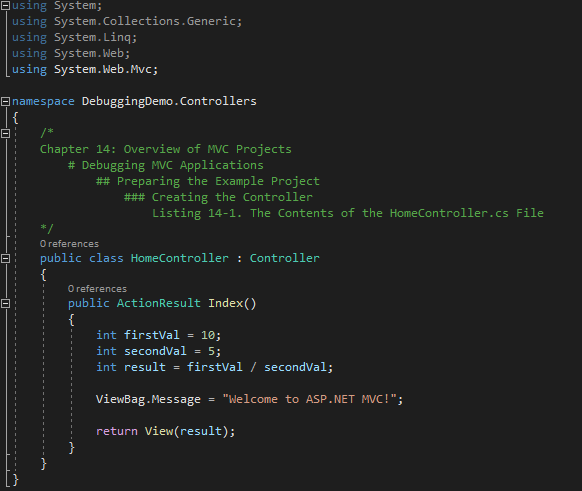 using System;
using System.Collections.Generic;
using System.Linq;
using System.Web;
using System.Web.Mvc;

namespace DebuggingDemo.Controllers
{
    /*
    Chapter 14: Overview of MVC Projects
        # Debugging MVC Applications
            ## Preparing the Example Project
                ### Creating the Controller
                    Listing 14-1. The Contents of the HomeController.cs File
    */
    0 references
    public class HomeController : Controller
    {
        0 references
        public ActionResult Index()
        {
            int firstVal = 10;
            int secondVal = 5;
            int result = firstVal / secondVal;

            ViewBag.Message = "Welcome to ASP.NET MVC!";

            return View(result);
        }
    }
}